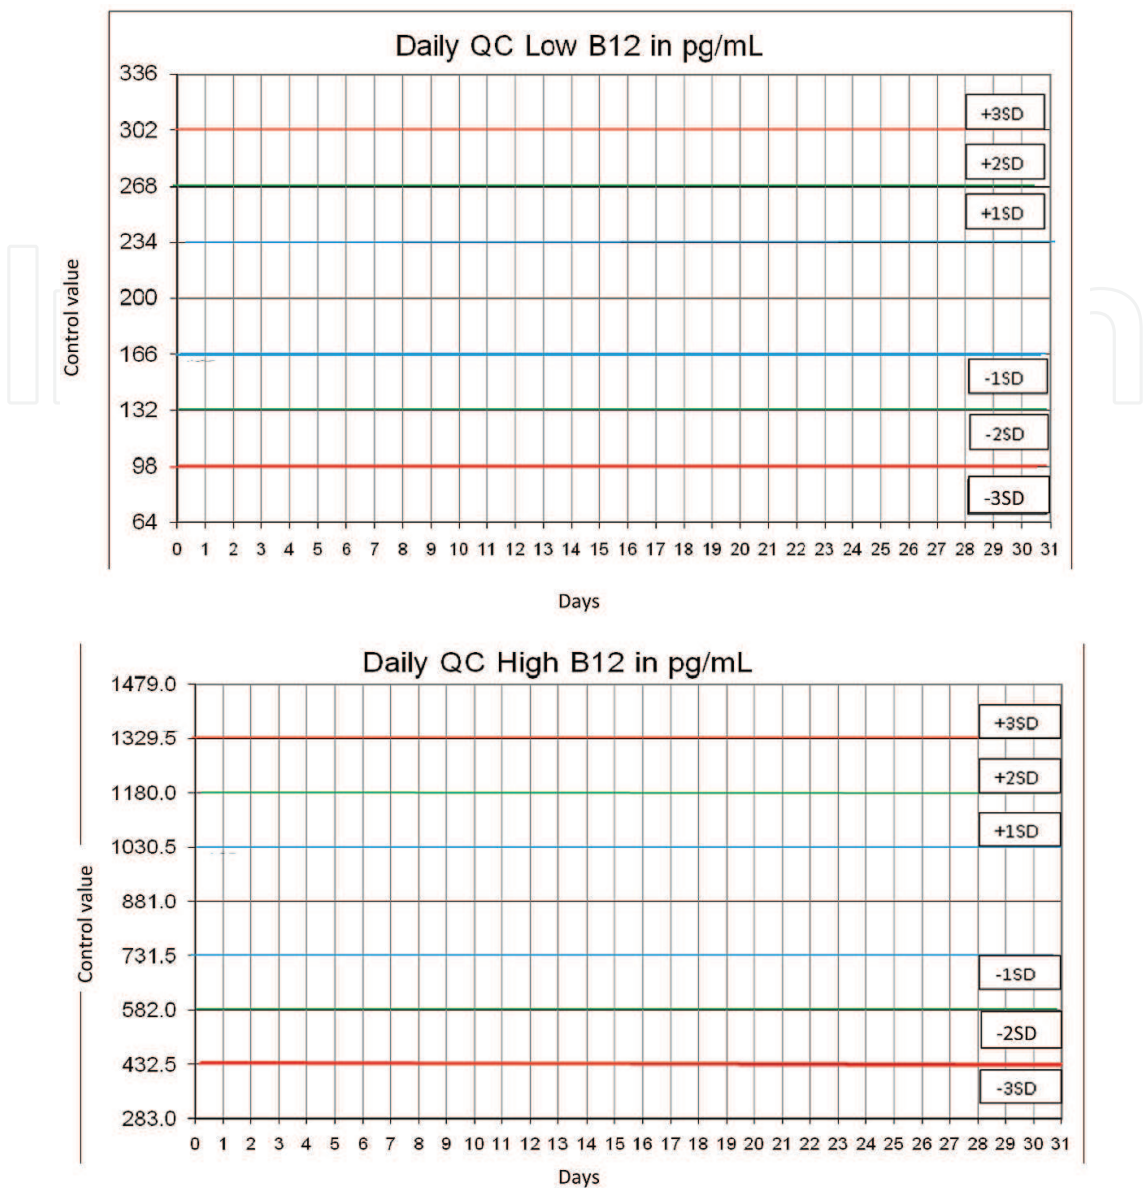 Daily QC Low B12 in pg/mL
336
302
268
234
200
166
132
98
64
Control value
+3SD
+2SD
+1SD
-1SD
-2SD
-3SD
0 1 2 3 4 5 6 7 8 9 10 11 12 13 14 15 16 17 18 19 20 21 22 23 24 25 26 27 28 29 30 31
Days
Daily QC High B12 in pg/mL
1479.0
1329.5
1180.0
1030.5
881.0
731.5
582.0
432.5
283.0
Control value
+3SD
+2SD
+1SD
-1SD
-2SD
-3SD
0 1 2 3 4 5 6 7 8 9 10 11 12 13 14 15 16 17 18 19 20 21 22 23 24 25 26 27 28 29 30 31
Days